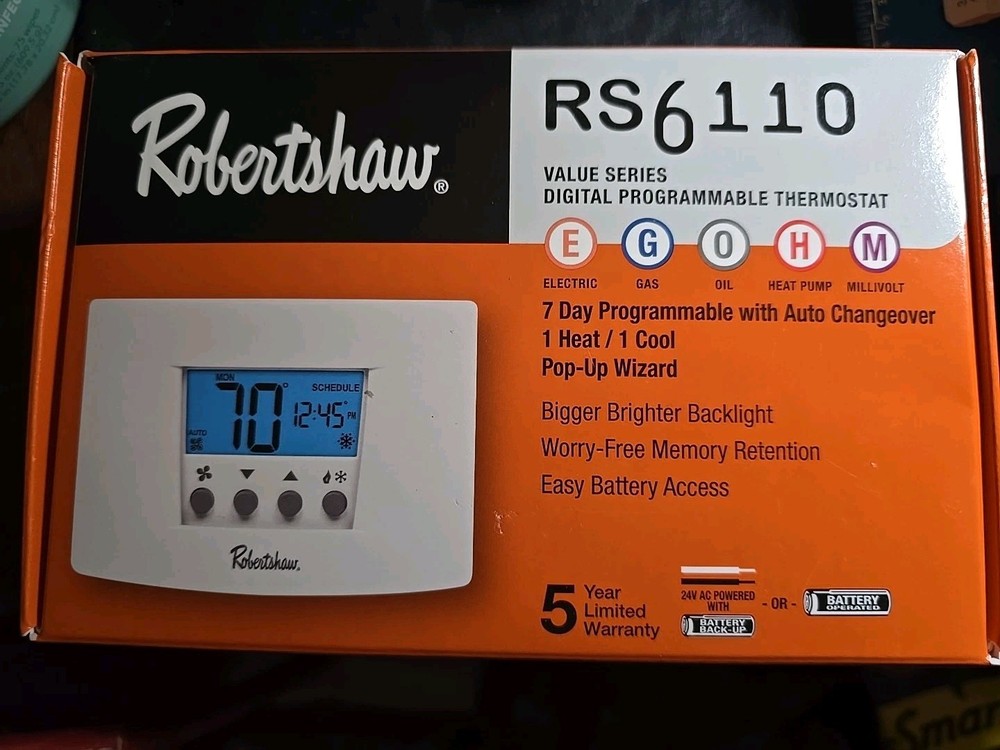 Robertshaw®
RS6110
VALUE SERIES
DIGITAL PROGRAMMABLE THERMOSTAT
E G O H M
ELECTRIC GAS OIL HEAT PUMP MILLIVOLT
7 Day Programmable with Auto Changeover
1 Heat / 1 Cool
Pop-Up Wizard
Bigger Brighter Backlight
Worry-Free Memory Retention
Easy Battery Access
MON
SCHEDULE
70° 12:45 PM
AUTO
Robertshaw®
5 Year
Limited
Warranty
24V AC POWERED
WITH
BATTERY
BACK-UP
- OR -
BATTERY
OPERATED
Smar